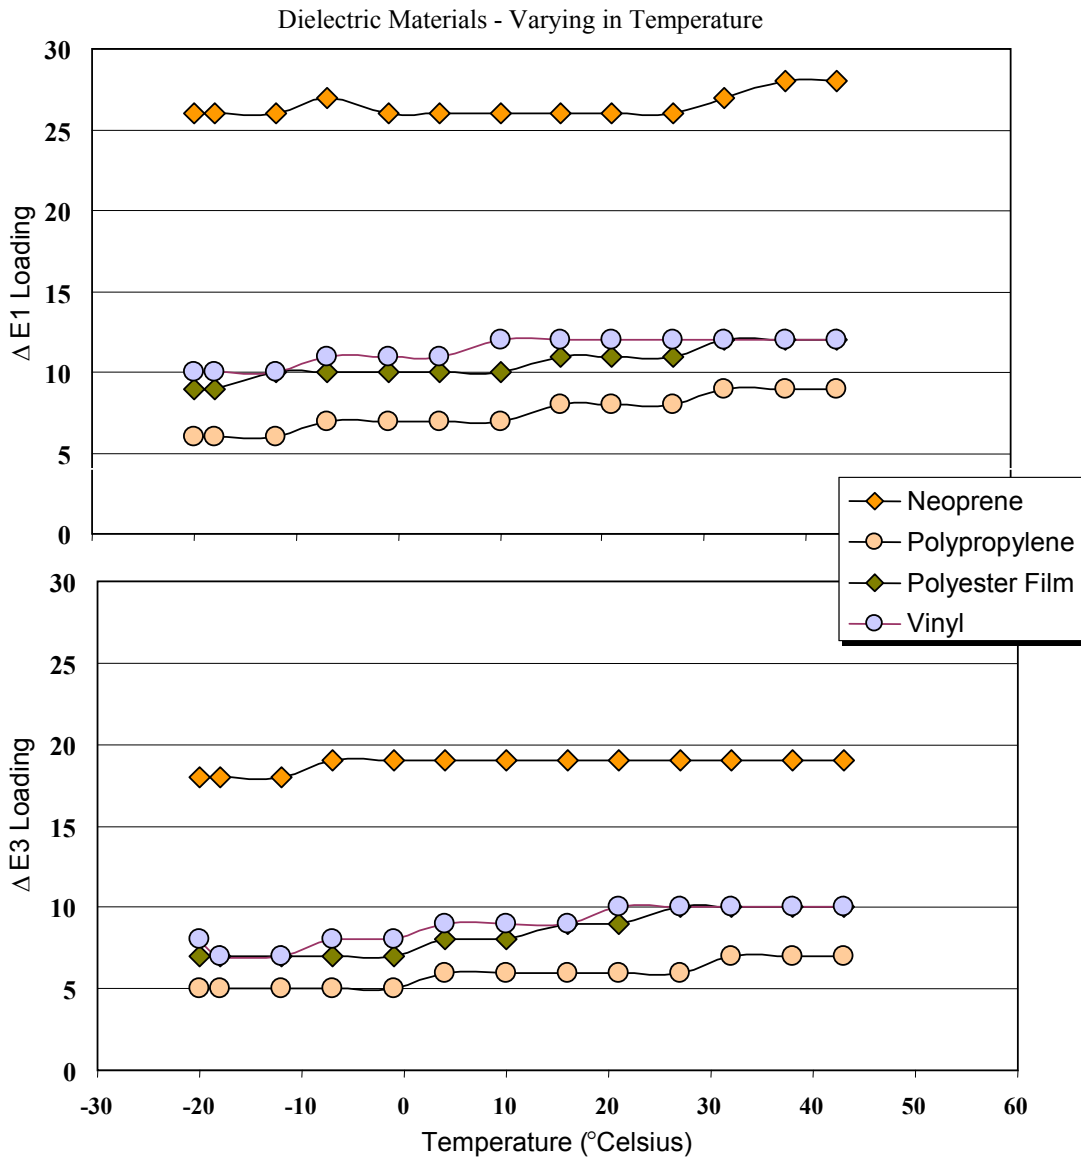 Dielectric Materials - Varying in Temperature
30
25
20
15
10
5
0
Δ E1 Loading
Neoprene
Polypropylene
Polyester Film
Vinyl
30
25
20
15
10
5
0
Δ E3 Loading
-30 -20 -10 0 10 20 30 40 50 60
Temperature (°Celsius)